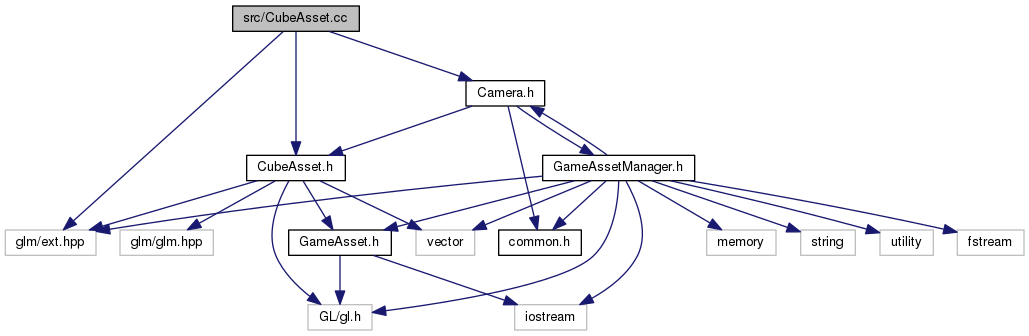 src/CubeAsset.cc
Camera.h
CubeAsset.h
GameAssetManager.h
glm/ext.hpp
glm/glm.hpp
GameAsset.h
vector
common.h
memory
string
utility
fstream
GL/gl.h
iostream